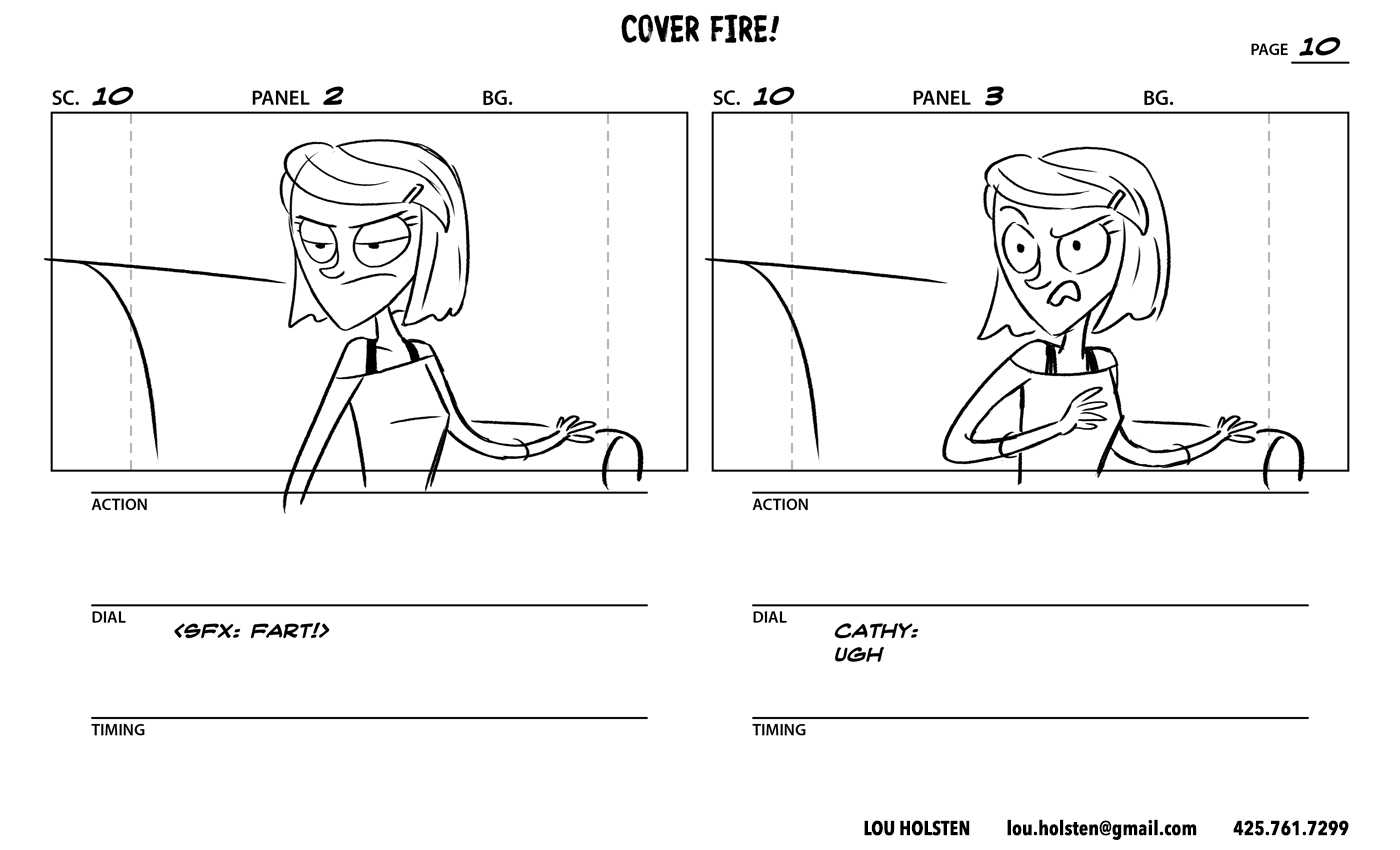 COVER FIRE!
PAGE 10
SC. 10 PANEL 2 BG.
SC. 10 PANEL 3 BG.
ACTION
ACTION
DIAL
<SFX: FART!>
DIAL
CATHY:
UGH
TIMING
TIMING
LOU HOLSTEN lou.holsten@gmail.com 425.761.7299